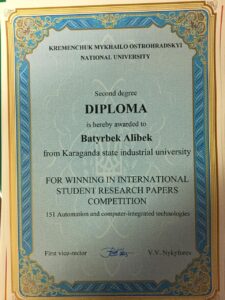 KREMENCHUK MYKHAILO OSTROHRADSKYI
NATIONAL UNIVERSITY
Second degree
DIPLOMA
is hereby awarded to
Batyrbek Alibek
from Karaganda state industrial university
FOR WINNING IN INTERNATIONAL
STUDENT RESEARCH PAPERS
COMPETITION
151 Automation and computer-integrated technologies
First vice-rector
V.V. Nykyforov